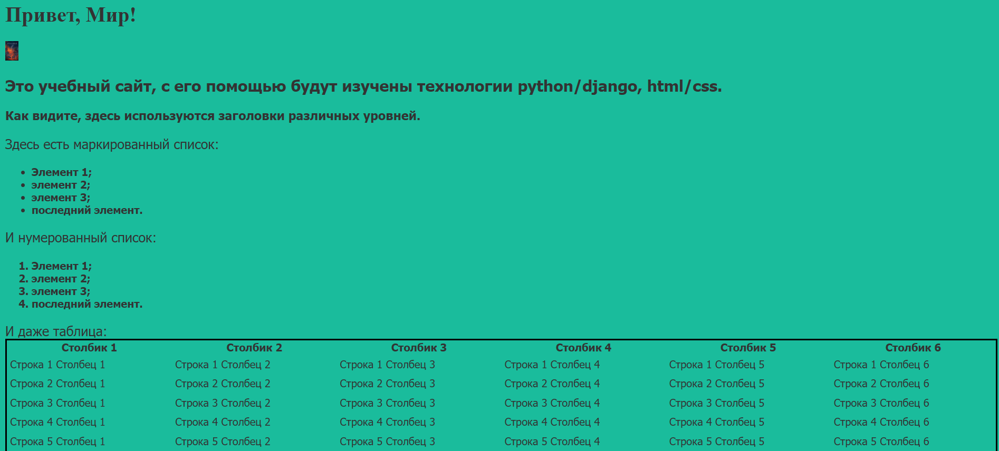 Привет, Мир!
Это учебный сайт, с его помощью будут изучены технологии python/django, html/css.
Как видите, здесь используются заголовки различных уровней.
Здесь есть маркированный список:
• Элемент 1;
• элемент 2;
• элемент 3;
• последний элемент.
И нумерованный список:
1. Элемент 1;
2. элемент 2;
3. элемент 3;
4. последний элемент.
И даже таблица:
Столбик 1 Столбик 2 Столбик 3 Столбик 4 Столбик 5 Столбик 6
Строка 1 Столбец 1 Строка 1 Столбец 2 Строка 1 Столбец 3 Строка 1 Столбец 4 Строка 1 Столбец 5 Строка 1 Столбец 6
Строка 2 Столбец 1 Строка 2 Столбец 2 Строка 2 Столбец 3 Строка 2 Столбец 4 Строка 2 Столбец 5 Строка 2 Столбец 6
Строка 3 Столбец 1 Строка 3 Столбец 2 Строка 3 Столбец 3 Строка 3 Столбец 4 Строка 3 Столбец 5 Строка 3 Столбец 6
Строка 4 Столбец 1 Строка 4 Столбец 2 Строка 4 Столбец 3 Строка 4 Столбец 4 Строка 4 Столбец 5 Строка 4 Столбец 6
Строка 5 Столбец 1 Строка 5 Столбец 2 Строка 5 Столбец 3 Строка 5 Столбец 4 Строка 5 Столбец 5 Строка 5 Столбец 6